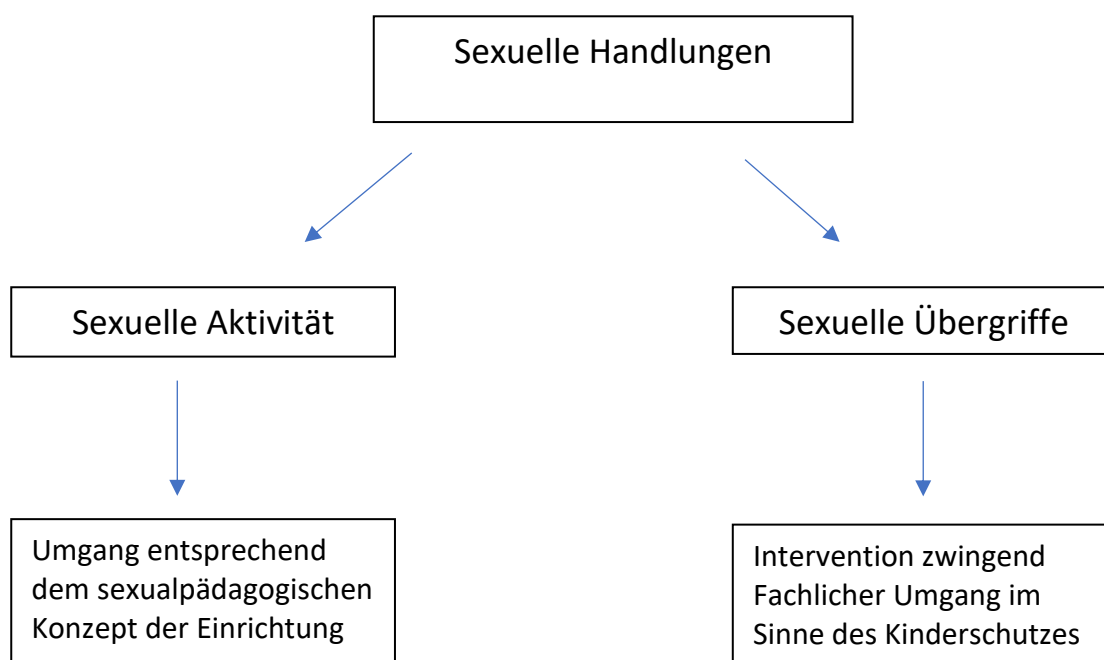 Sexuelle Handlungen
Sexuelle Aktivität
Sexuelle Übergriffe
Umgang entsprechend
dem sexualpädagogischen
Konzept der Einrichtung
Intervention zwingend
Fachlicher Umgang im
Sinne des Kinderschutzes